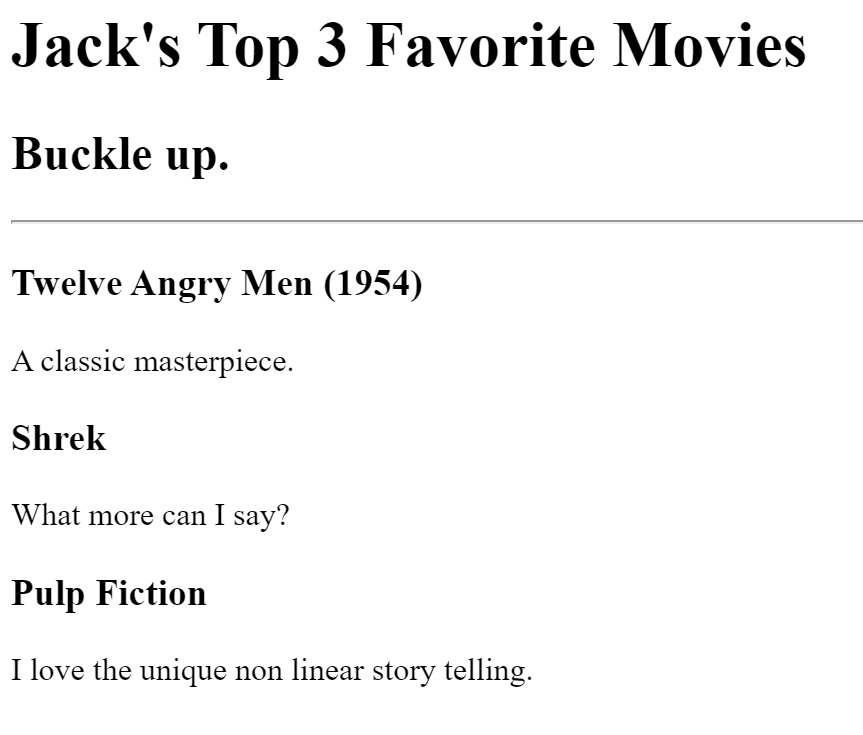 Jack's Top 3 Favorite Movies
Buckle up.
Twelve Angry Men (1954)
A classic masterpiece.
Shrek
What more can I say?
Pulp Fiction
I love the unique non linear story telling.